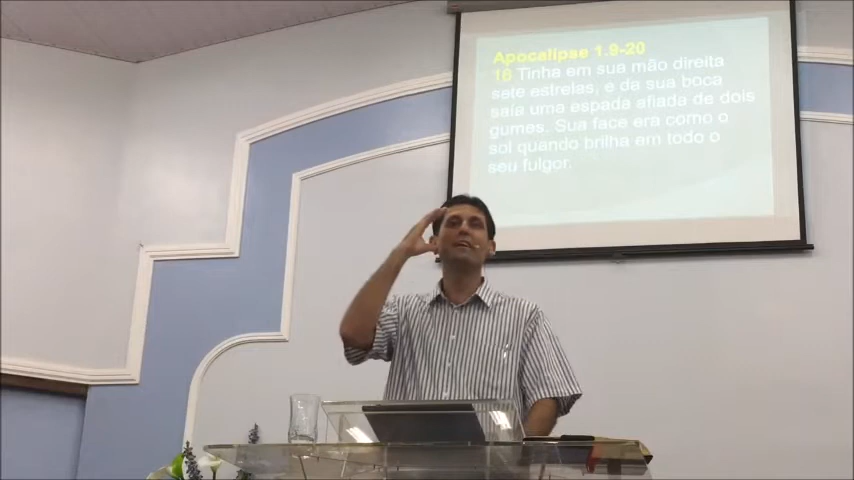 Apocalipse 1.9-20
16 Tinha em sua mão direita
sete estrelas, e da sua boca
saía uma espada afiada de dois
gumes. Sua face era como o
sol quando brilha em todo o
seu fulgor.